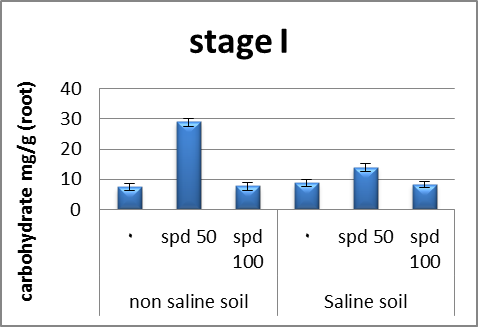 stage I
carbohydrate mg/g (root)
40
30
20
10
0
. spd 50 spd 100 . spd 50 spd 100
non saline soil Saline soil